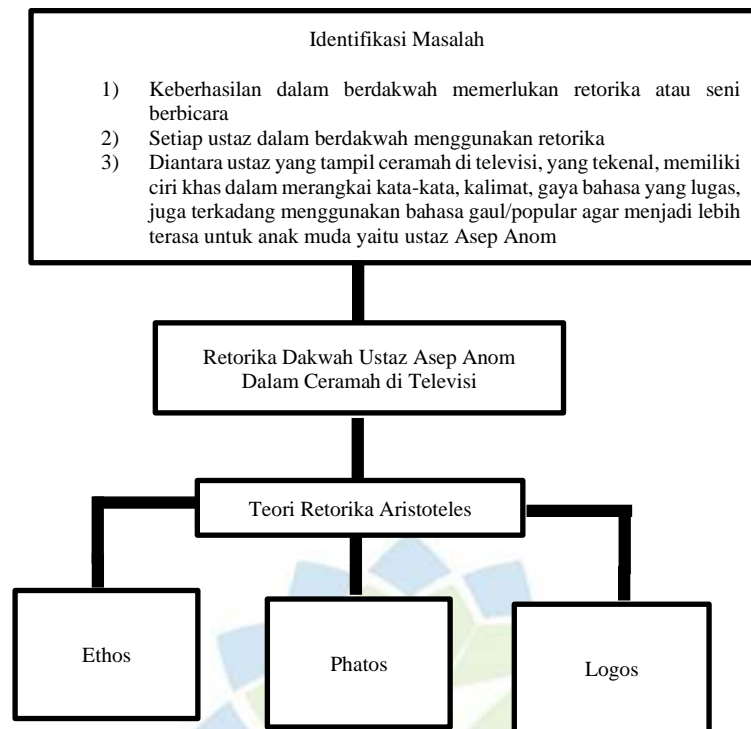 Identifikasi Masalah
1) Keberhasilan dalam berdakwah memerlukan retorika atau seni
berbicara
2) Setiap ustaz dalam berdakwah menggunakan retorika
3) Diantara ustaz yang tampil ceramah di televisi, yang tekenal, memiliki
ciri khas dalam merangkai kata-kata, kalimat, gaya bahasa yang lugas,
juga terkadang menggunakan bahasa gaul/popular agar menjadi lebih
terasa untuk anak muda yaitu ustaz Asep Anom
Retorika Dakwah Ustaz Asep Anom
Dalam Ceramah di Televisi
Teori Retorika Aristoteles
Ethos
Phatos
Logos